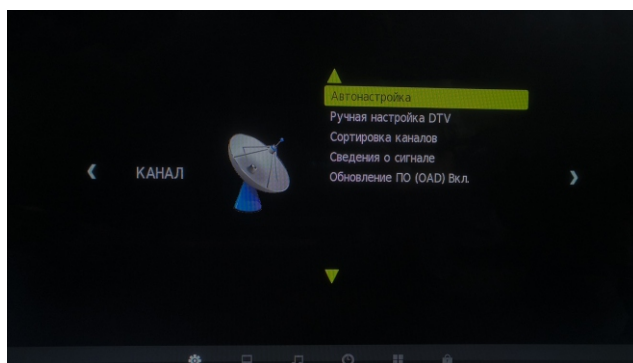 Автонастройка
Ручная настройка DTV
Сортировка каналов
Сведения о сигнале
КАНАЛ
Обновление ПО (OAD) Вкл.